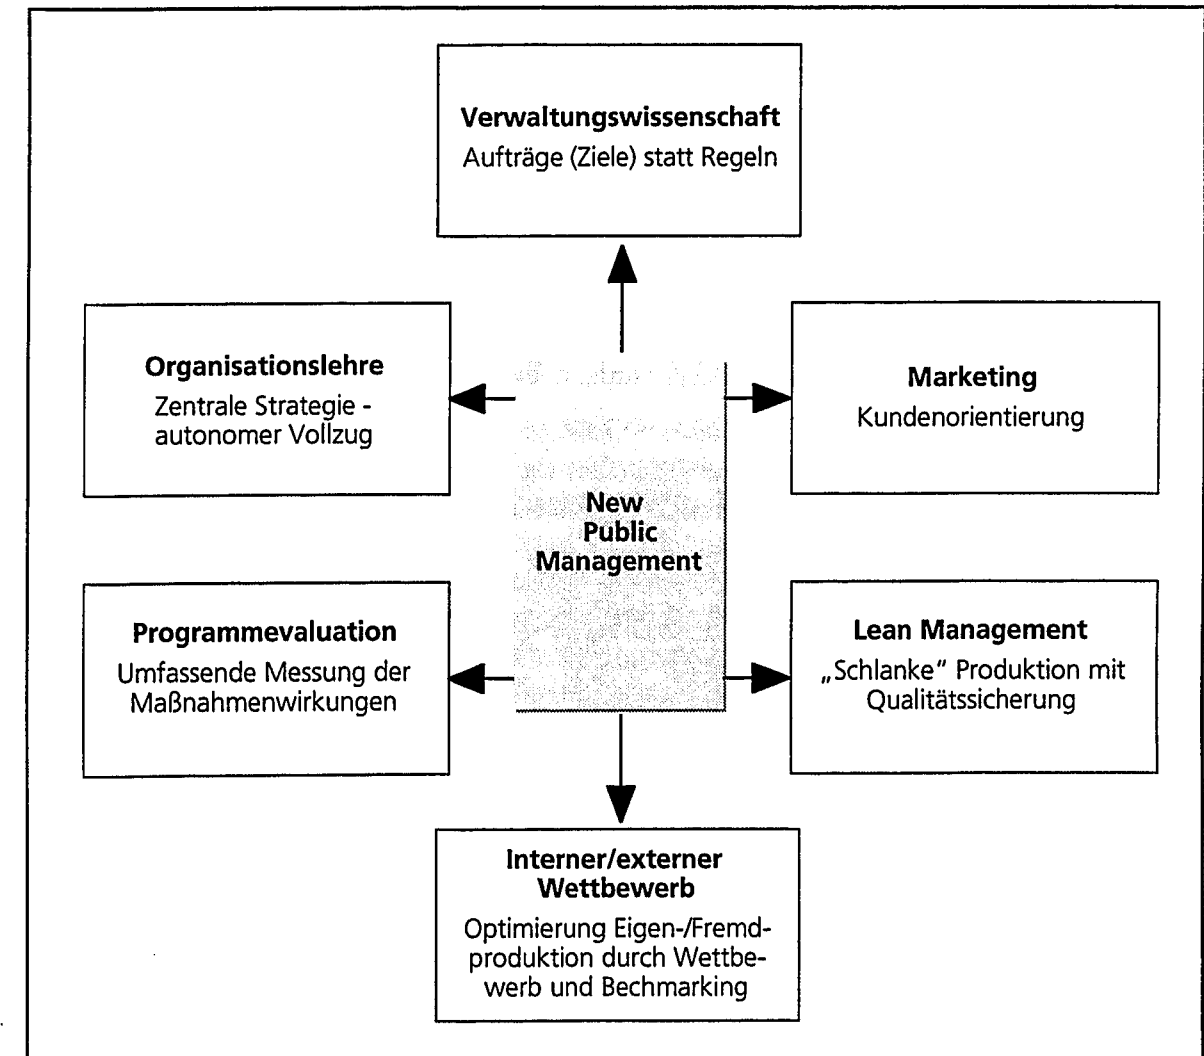 Verwaltungswissenschaft
Aufträge (Ziele) statt Regeln
Organisationslehre
Zentrale Strategie -
autonomer Vollzug
Marketing
Kundenorientierung
New
Public
Management
Programmevaluation
Umfassende Messung der
Maßnahmenwirkungen
Lean Management
„Schlanke“ Produktion mit
Qualitätssicherung
Interner/externer
Wettbewerb
Optimierung Eigen-/Fremd-
produktion durch Wettbe-
werb und Bechmarking